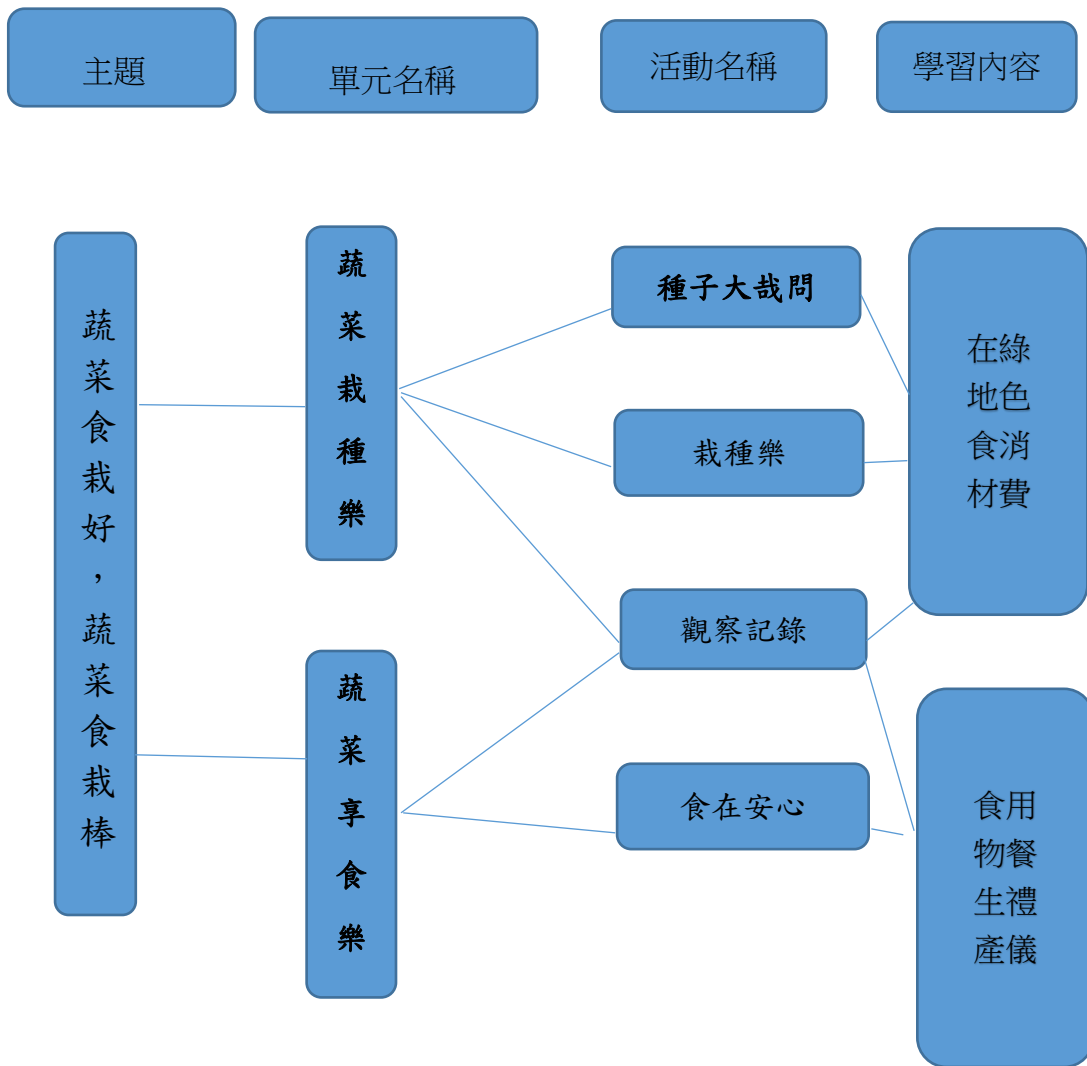 主題
單元名稱
活動名稱
學習內容
蔬菜食栽好，蔬菜食栽棒
蔬菜栽種樂
蔬菜享食樂
種子大哉問
栽種樂
觀察記錄
食在安心
在綠
地色
食消
材費
食用
物餐
生禮
產儀